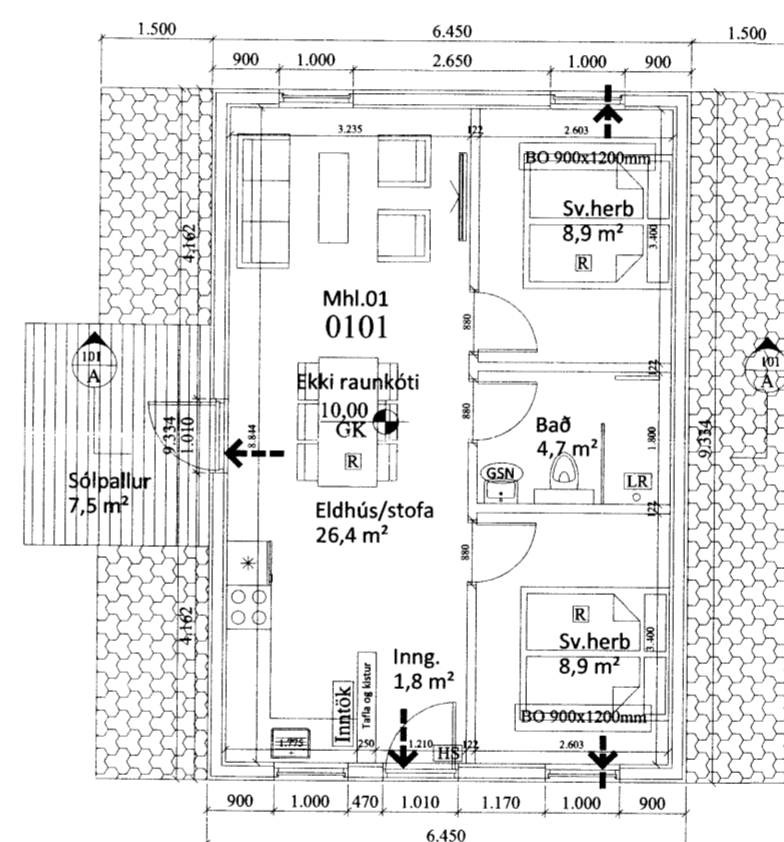 1.500
6.450
1.500
900
1.000
2.650
1.000
900
3.235
122
2.603
BO 900x1200mm
Sv.herb
8,9 m²
R
3.400
4.162
Mhl.01
0101
880
101
A
101
A
Ekki raunkóti
10,00
GK
R
122
880
Bað
4,7 m²
1.800
GSN
LR
9.334
1.010
8.844
9.334
Sólpallur
7,5 m²
Eldhús/stofa
26,4 m²
122
880
4.162
R
Sv.herb
8,9 m²
3.400
Inng.
1,8 m²
Inntök
Tafla og kistur
BO 900x1200mm
1.775
250
1.210
HS
122
2.603
900
1.000
470
1.010
1.170
1.000
900
6.450